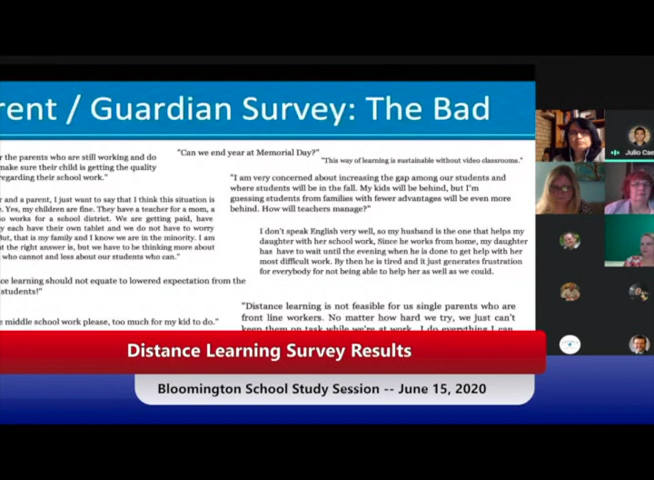 rent / Guardian Survey: The Bad
r the parents who are still working and do
make sure their child is getting the quality
regarding their school work."
"Can we end year at Memorial Day?"
"This way of learning is sustainable without video classrooms."
"I am very concerned about increasing the gap among our students and
where students will be in the fall. My kids will be behind, but I'm
guessing students from families with fewer advantages will be even more
behind. How will teachers manage?"
r and a parent, I just want to say that I think this situation is
. Yes, my children are fine. They have a teacher for a mom, a
o works for a school district. We are getting paid, have
y each have their own tablet and we do not have to worry
But, that is my family and I know we are in the minority. I am
t the right answer is, but we have to be thinking more about
who cannot and less about our students who can."
I don't speak English very well, so my husband is the one that helps my
daughter with her school work, Since he works from home, my daughter
has have to wait until the evening when he is done to get help with her
most difficult work. By then he is tired and it just generates frustration
for everybody for not being able to help her as well as we could.
ce learning should not equate to lowered expectation from the
students!"
"Distance learning is not feasible for us single parents who are
front line workers. No matter how hard we try, we just can't
keep them on task while we're at work. I do everything I can
e middle school work please, too much for my kid to do."
Julio Cas
Distance Learning Survey Results
Bloomington School Study Session -- June 15, 2020